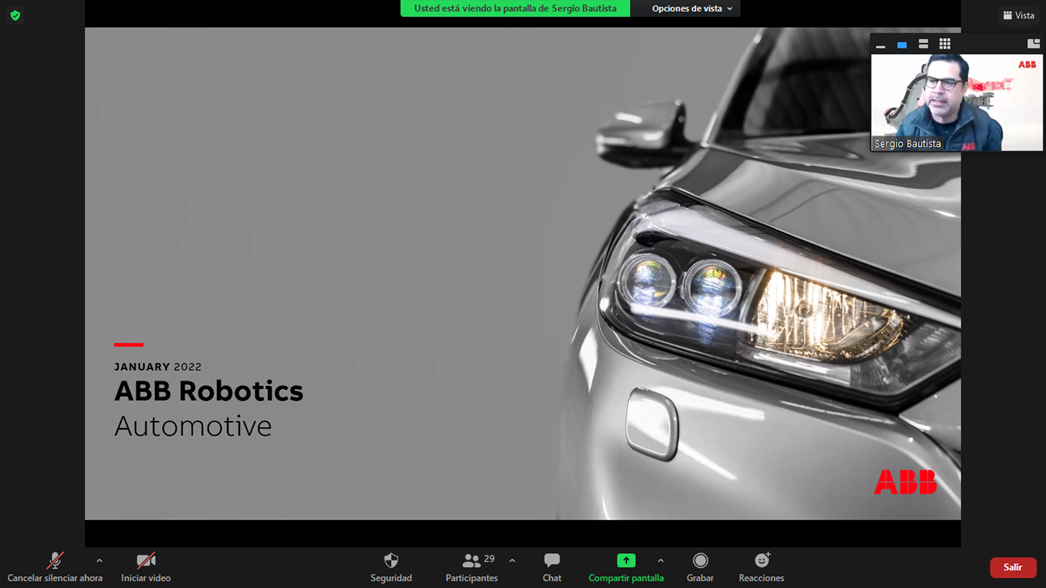 Usted está viendo la pantalla de Sergio Bautista
Opciones de vista
Vista
ABB
Sergio Bautista
JANUARY 2022
ABB Robotics
Automotive
ABB
Cancelar silenciar ahora
Iniciar video
Seguridad
29
Participantes
Chat
Compartir pantalla
Grabar
Reacciones
Salir